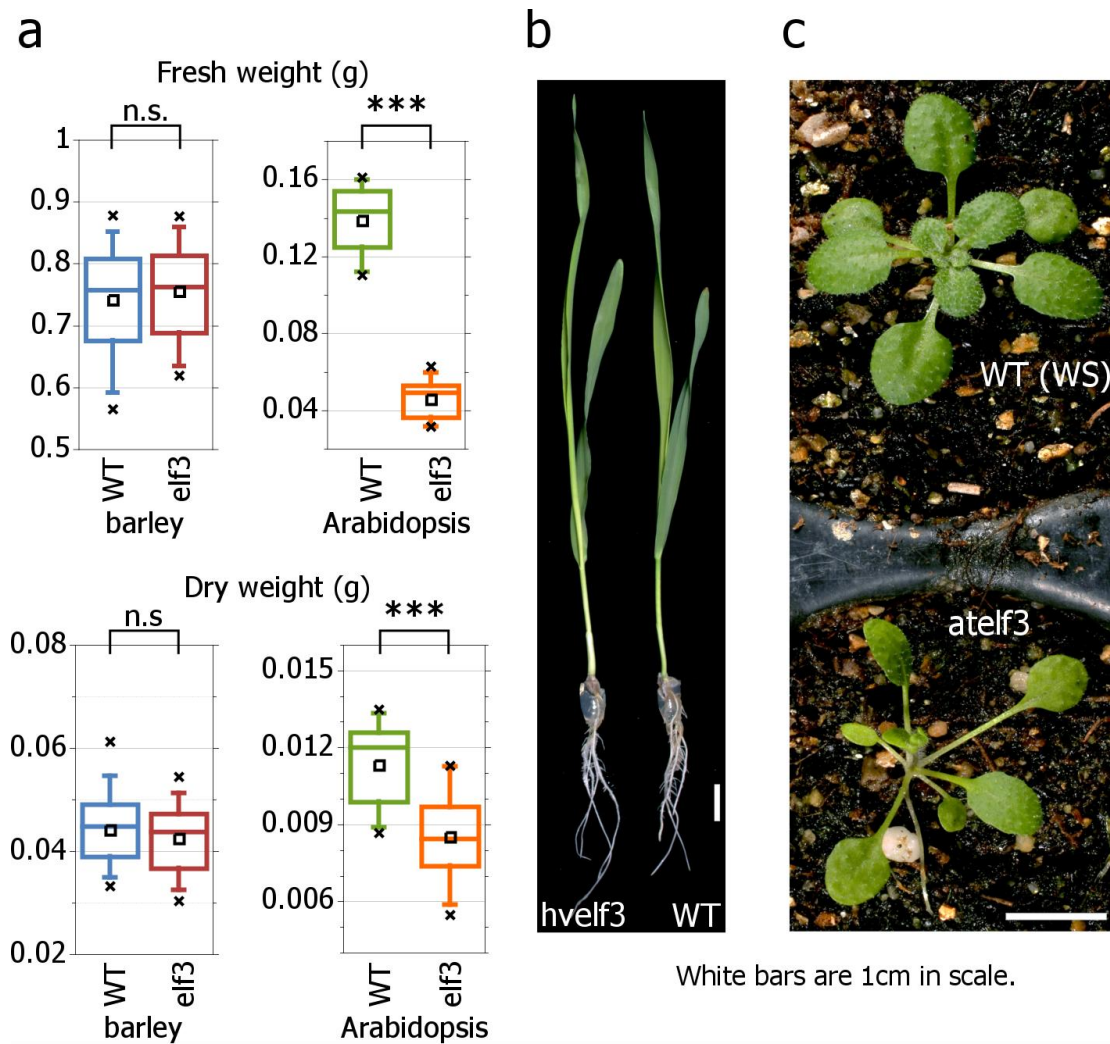 a
Fresh weight (g)
n.s.
1
0.9
0.8
0.7
0.6
0.5
WT
elf3
barley
***
0.16
0.12
0.08
0.04
WT
elf3
Arabidopsis
Dry weight (g)
n.s
0.08
0.06
0.04
0.02
WT
elf3
barley
***
0.015
0.012
0.009
0.006
WT
elf3
Arabidopsis
b
hvelf3
WT
c
WT (WS)
atelf3
White bars are 1cm in scale.